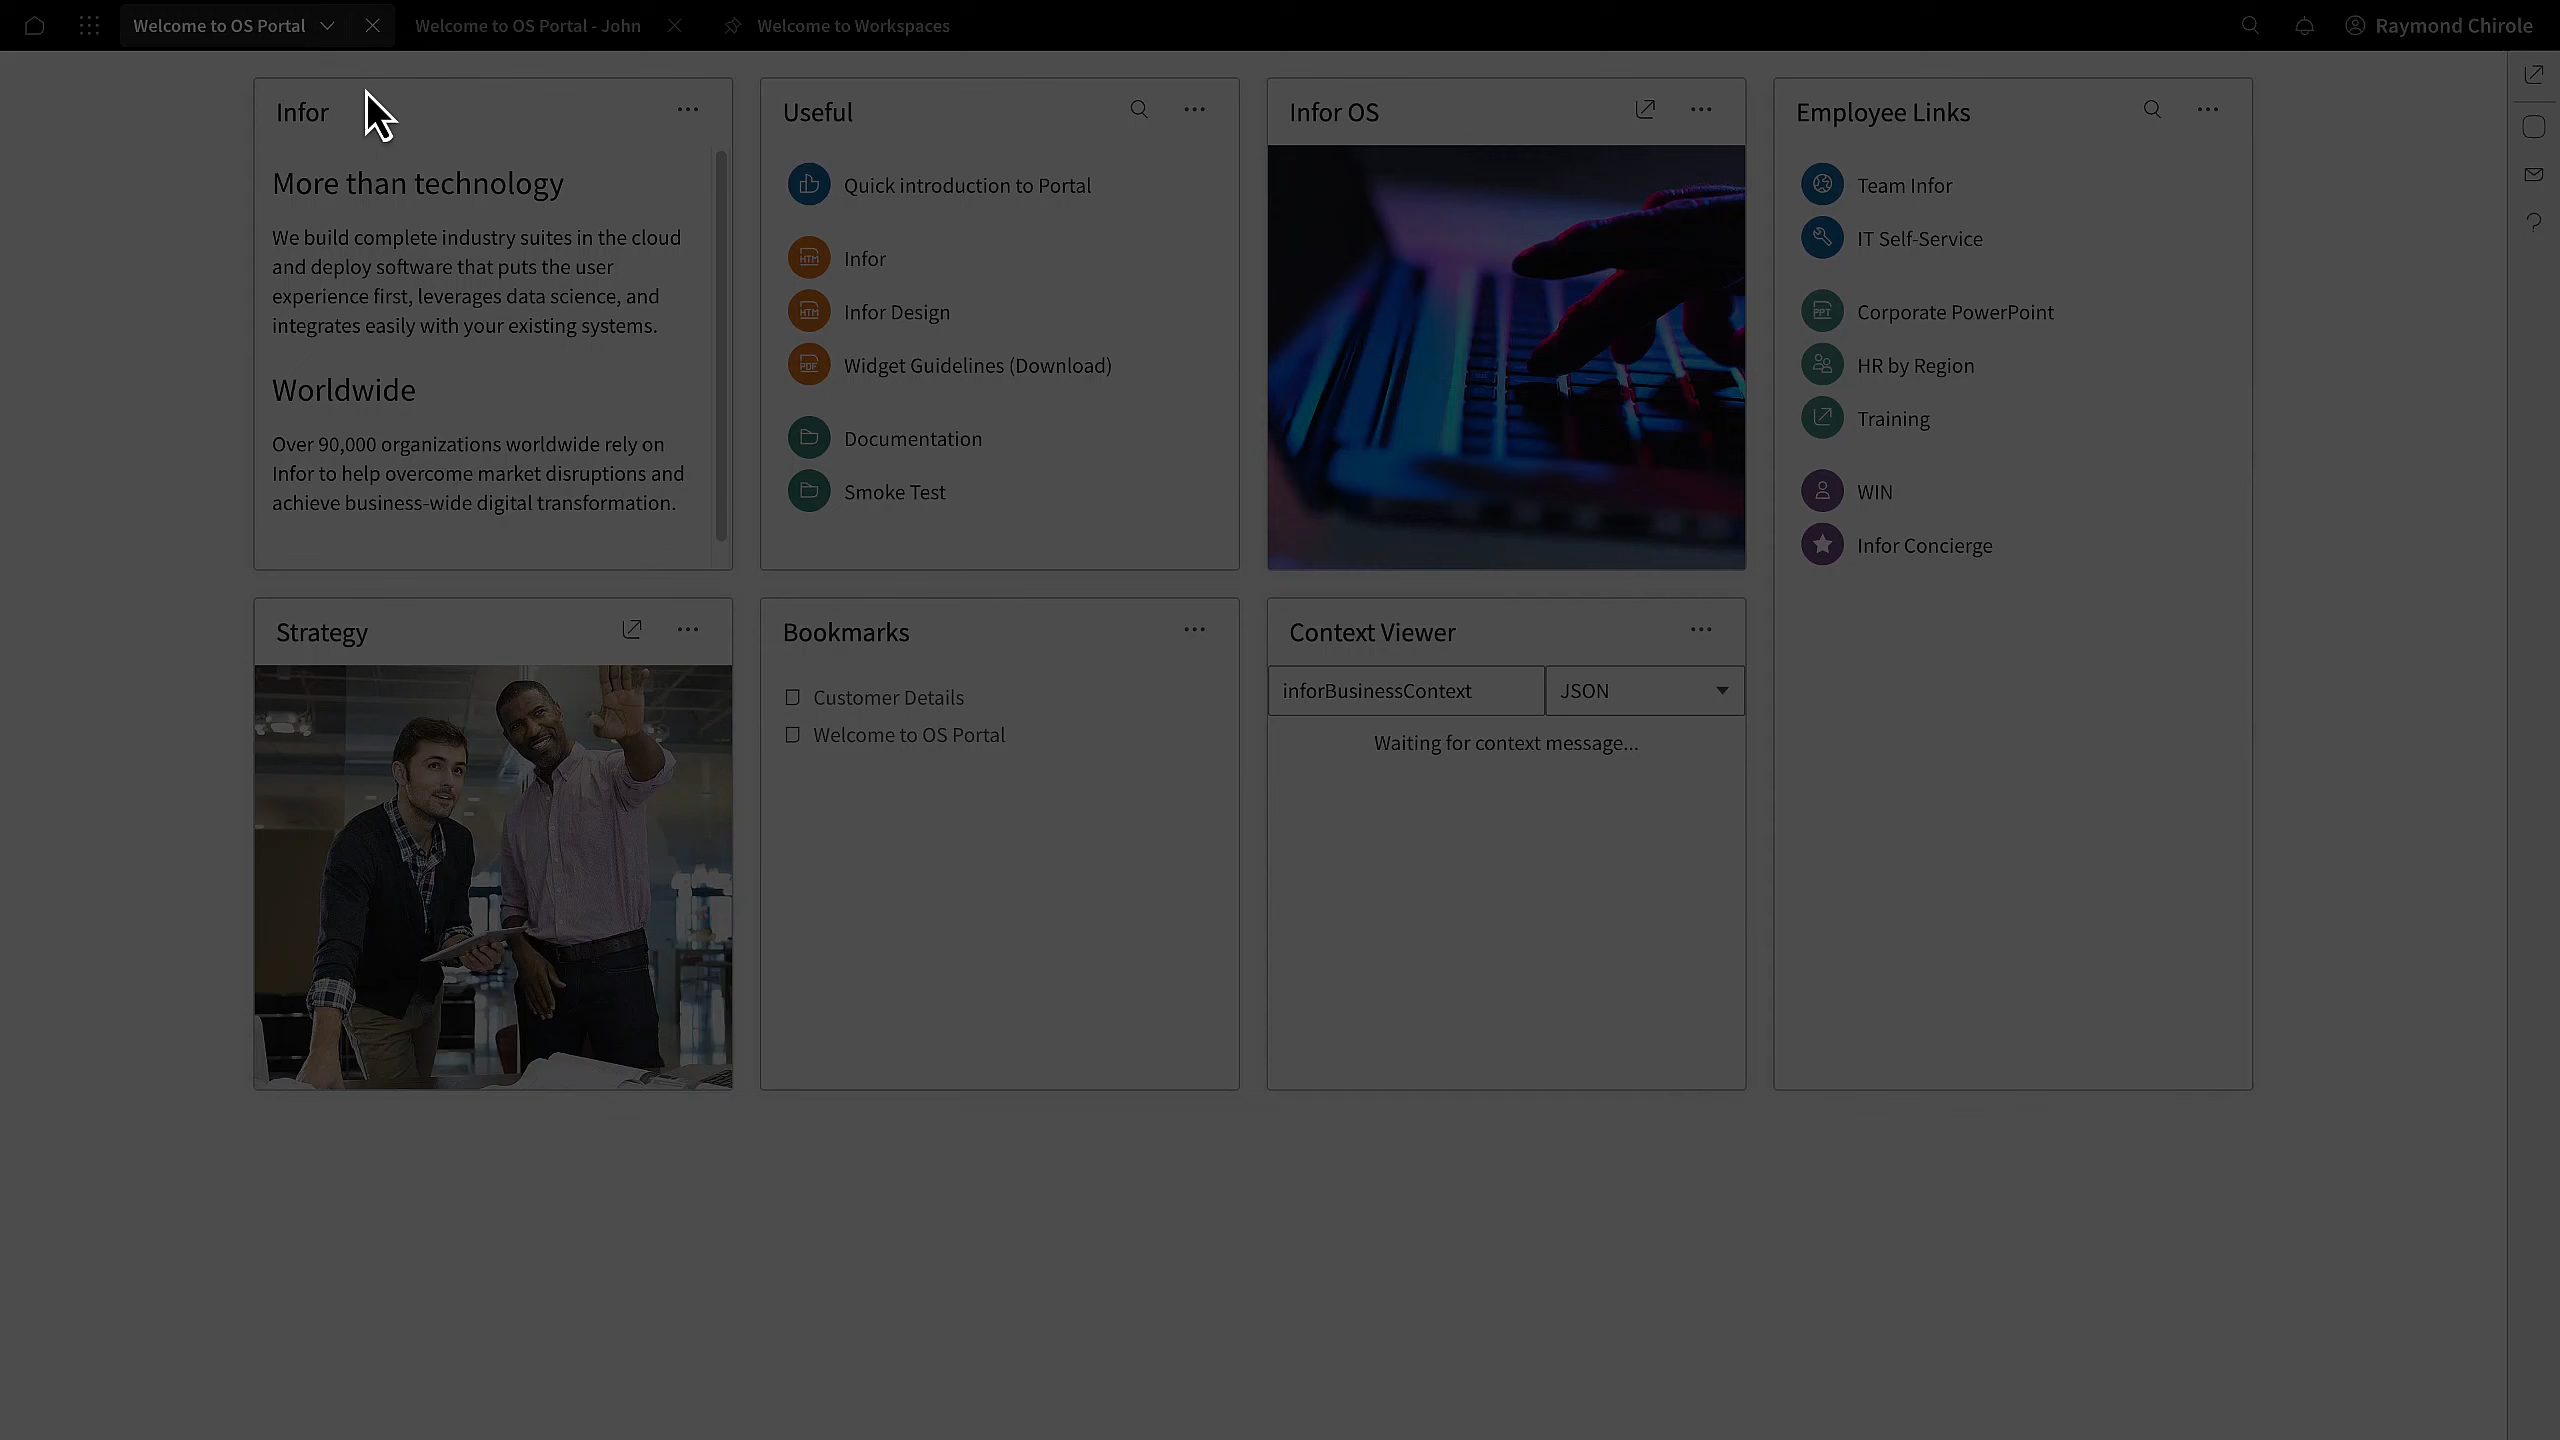 Welcome to OS Portal
Welcome to OS Portal - John
Welcome to Workspaces
Raymond Chirole
Infor
More than technology
We build complete industry suites in the cloud
and deploy software that puts the user
experience first, leverages data science, and
integrates easily with your existing systems.
Worldwide
Over 90,000 organizations worldwide rely on
Infor to help overcome market disruptions and
achieve business-wide digital transformation.
Useful
Quick introduction to Portal
HTM
Infor
HTM
Infor Design
PDF
Widget Guidelines (Download)
Documentation
Smoke Test
Infor OS
Employee Links
Team Infor
IT Self-Service
PPT
Corporate PowerPoint
HR by Region
Training
WIN
Infor Concierge
Strategy
Bookmarks
Customer Details
Welcome to OS Portal
Context Viewer
inforBusinessContext
JSON
Waiting for context message...